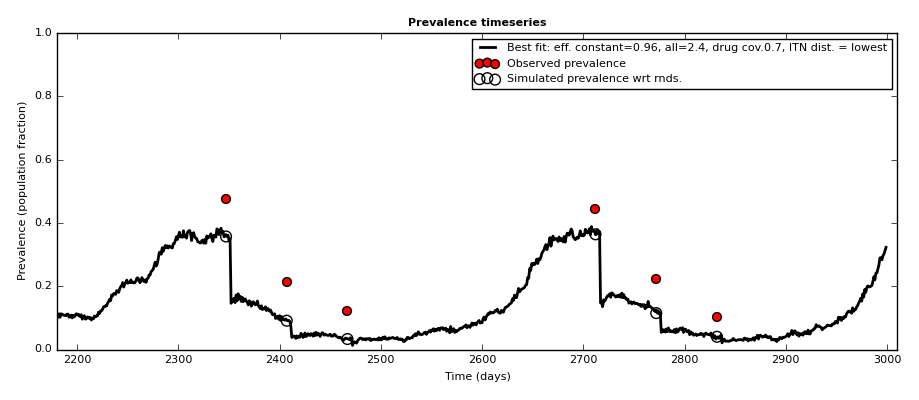 Prevalence timeseries
1.0
0.8
0.6
0.4
0.2
0.0
Prevalence (population fraction)
Best fit: eff. constant=0.96, all=2.4, drug cov.0.7, ITN dist. = lowest
Observed prevalence
Simulated prevalence wrt rnds.
2200 2300 2400 2500 2600 2700 2800 2900 3000
Time (days)